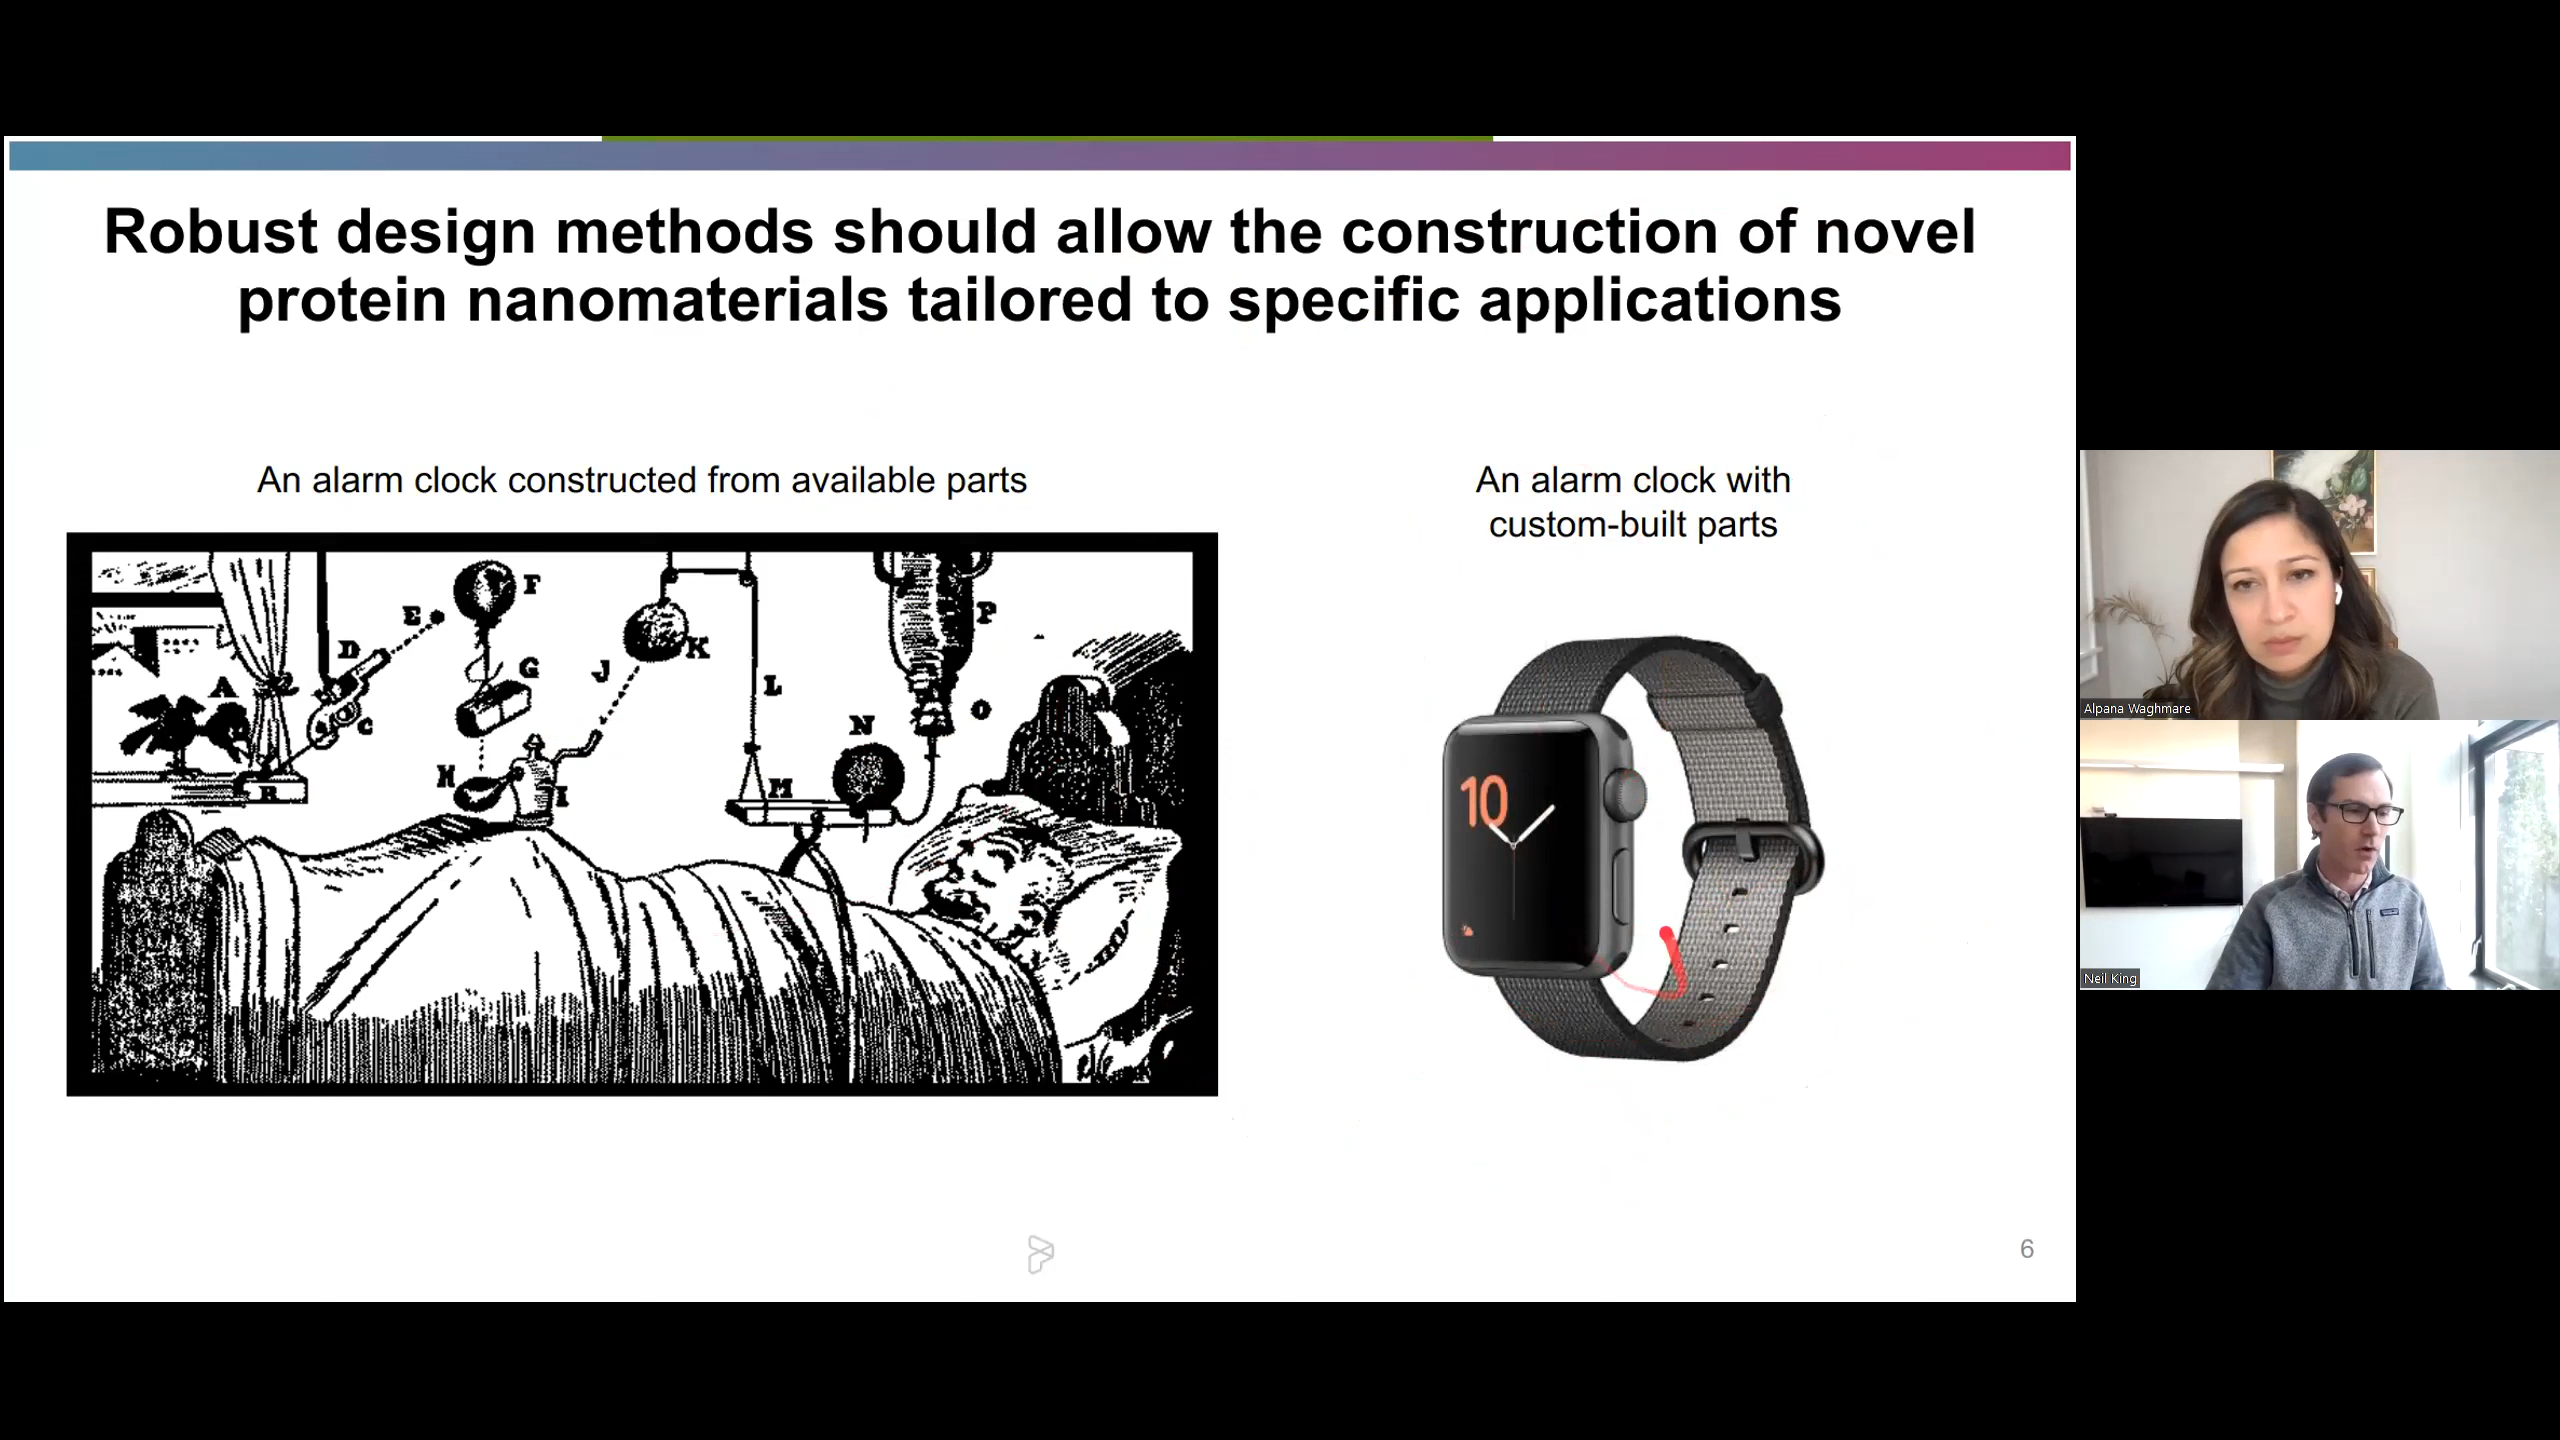 Robust design methods should allow the construction of novel
protein nanomaterials tailored to specific applications
An alarm clock constructed from available parts
An alarm clock with
custom-built parts
A
B
C
D
E
F
G
H
I
J
K
L
M
N
O
P
10
6
Alpana Waghmare
Neil King